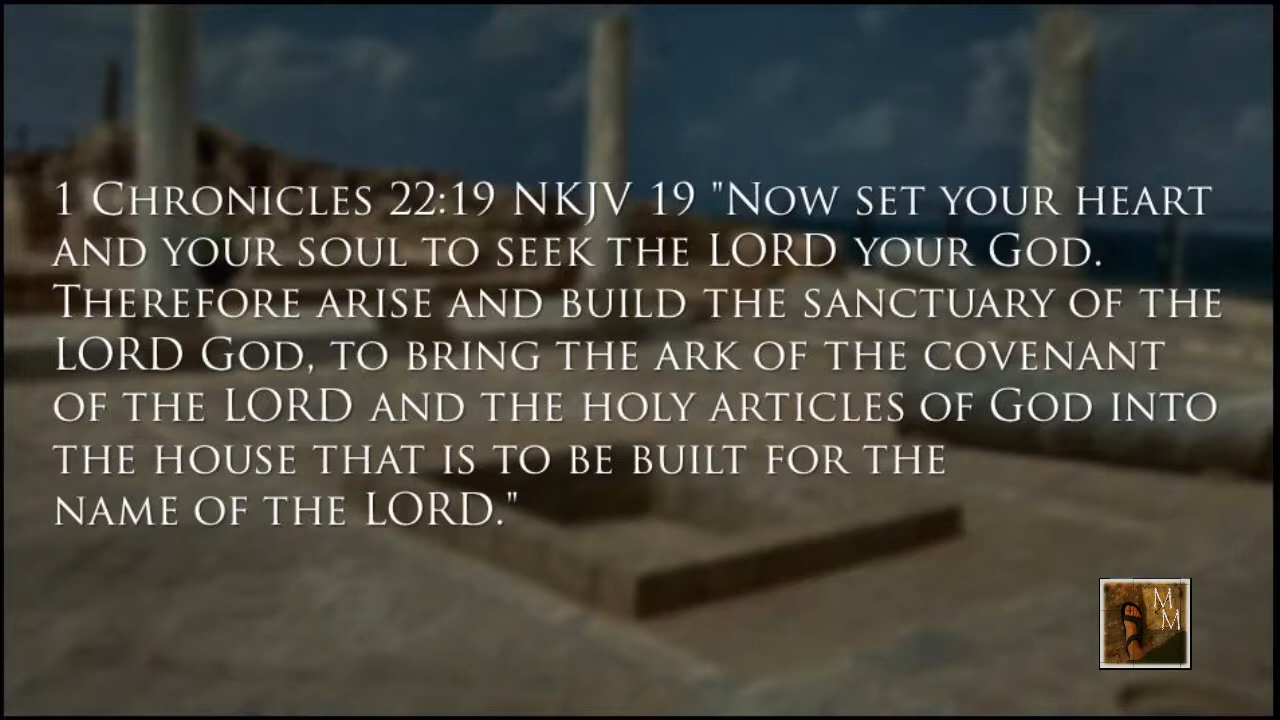 1 Chronicles 22:19 NKJV 19 "Now set your heart
and your soul to seek the LORD your God.
Therefore arise and build the sanctuary of the
LORD God, to bring the ark of the covenant
of the LORD and the holy articles of God into
the house that is to be built for the
name of the LORD."
M
M